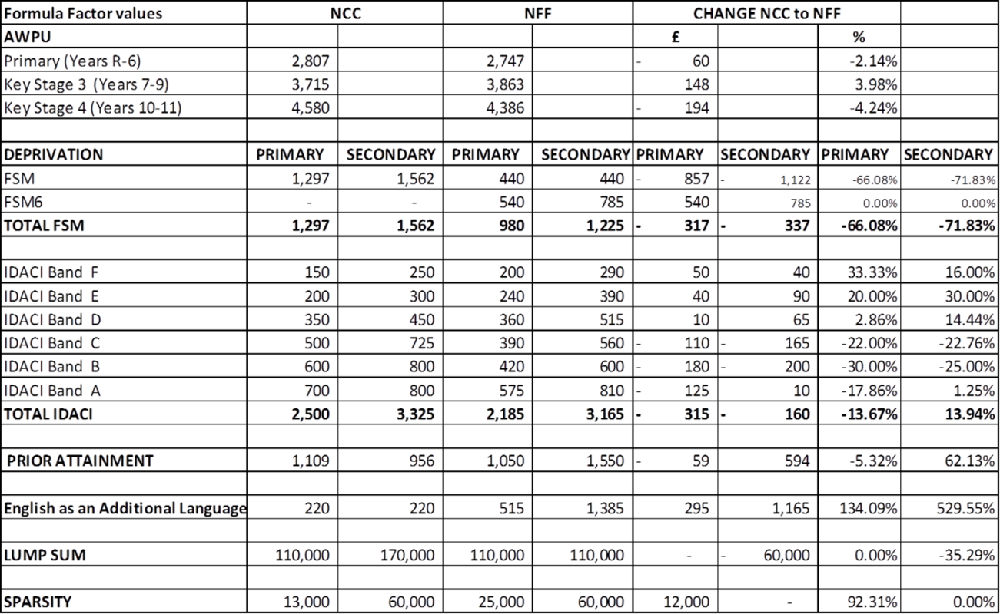 Formula Factor values NCC NFF CHANGE NCC to NFF
AWPU £ %
Primary (Years R-6) 2,807 2,747 - 60 -2.14%
Key Stage 3 (Years 7-9) 3,715 3,863 148 3.98%
Key Stage 4 (Years 10-11) 4,580 4,386 - 194 -4.24%
DEPRIVATION PRIMARY SECONDARY PRIMARY SECONDARY PRIMARY SECONDARY PRIMARY SECONDARY
FSM 1,297 1,562 440 440 - 857 - 1,122 -66.08% -71.83%
FSM6 - - 540 785 540 785 0.00% 0.00%
TOTAL FSM 1,297 1,562 980 1,225 - 317 - 337 -66.08% -71.83%
IDACI Band F 150 250 200 290 50 40 33.33% 16.00%
IDACI Band E 200 300 240 390 40 90 20.00% 30.00%
IDACI Band D 350 450 360 515 10 65 2.86% 14.44%
IDACI Band C 500 725 390 560 - 110 - 165 -22.00% -22.76%
IDACI Band B 600 800 420 600 - 180 - 200 -30.00% -25.00%
IDACI Band A 700 800 575 810 - 125 10 -17.86% 1.25%
TOTAL IDACI 2,500 3,325 2,185 3,165 - 315 - 160 -13.67% 13.94%
PRIOR ATTAINMENT 1,109 956 1,050 1,550 - 59 594 -5.32% 62.13%
English as an Additional Language 220 220 515 1,385 295 1,165 134.09% 529.55%
LUMP SUM 110,000 170,000 110,000 110,000 - - 60,000 0.00% -35.29%
SPARSITY 13,000 60,000 25,000 60,000 12,000 - 92.31% 0.00%